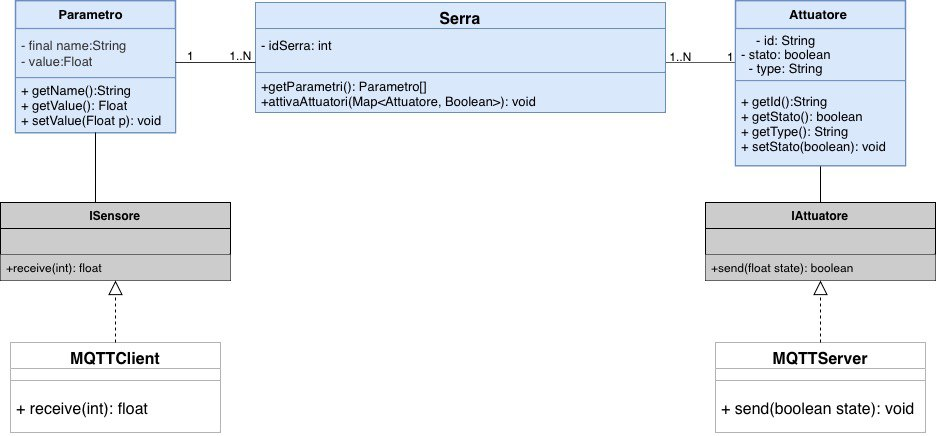 Parametro
- final name:String
- value:Float
+ getName():String
+ getValue(): Float
+ setValue(Float p): void
1
1..N
Serra
- idSerra: int
+getParametri(): Parametro[]
+attivaAttuatori(Map<Attuatore, Boolean>): void
1..N
1
Attuatore
- id: String
- stato: boolean
- type: String
+ getId():String
+ getStato(): boolean
+ getType(): String
+ setStato(boolean): void
ISensore
+receive(int): float
IAttuatore
+send(float state): boolean
MQTTClient
+ receive(int): float
MQTTServer
+ send(boolean state): void